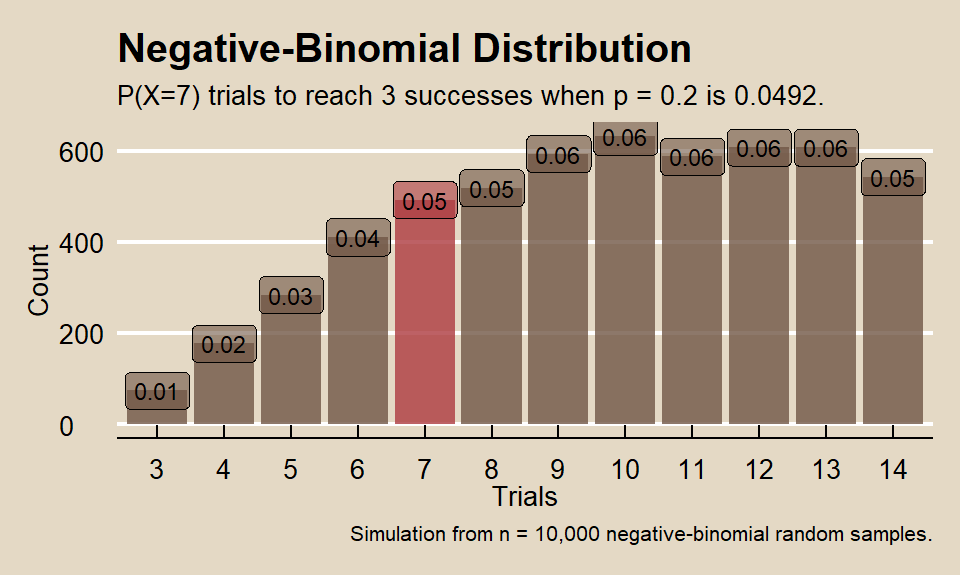 Negative-Binomial Distribution
P(X=7) trials to reach 3 successes when p = 0.2 is 0.0492.
Count
600
400
200
0
0.01
0.02
0.03
0.04
0.05
0.05
0.06
0.06
0.06
0.06
0.06
0.05
3 4 5 6 7 8 9 10 11 12 13 14
Trials
Simulation from n = 10,000 negative-binomial random samples.